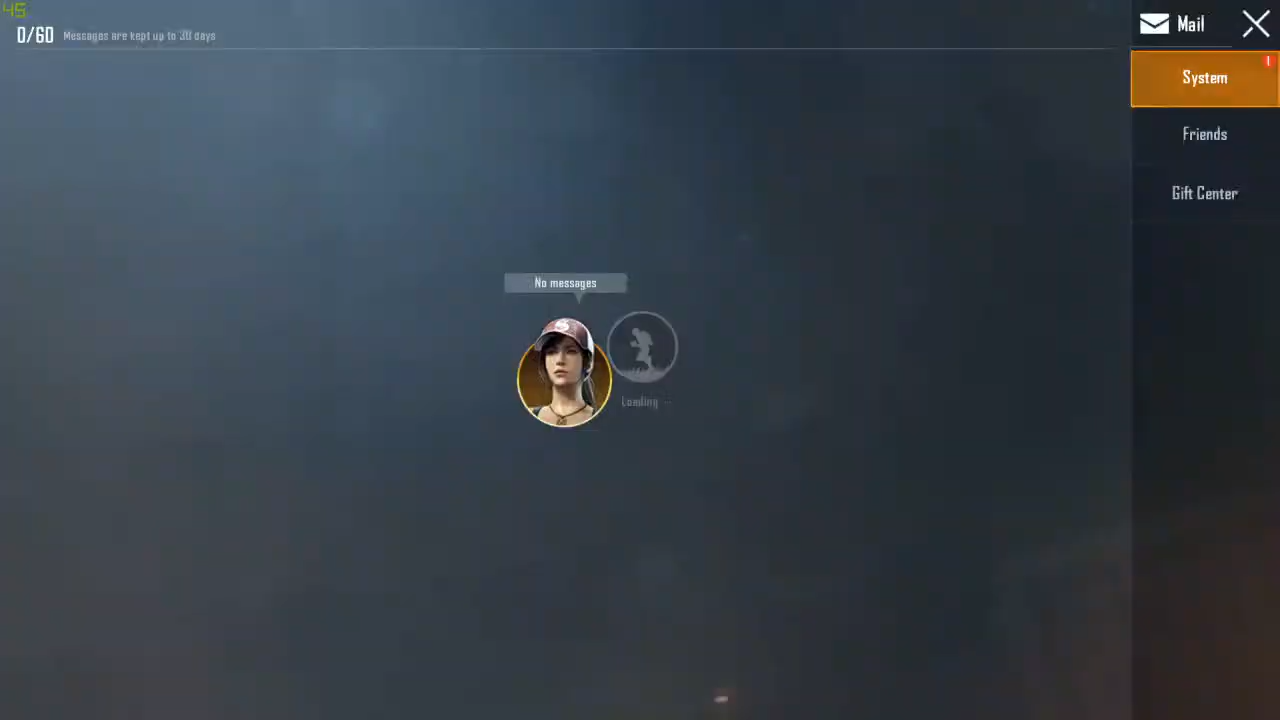 45
0/60 Messages are kept up to 30 days
Mail
System
Friends
Gift Center
No messages
Loading